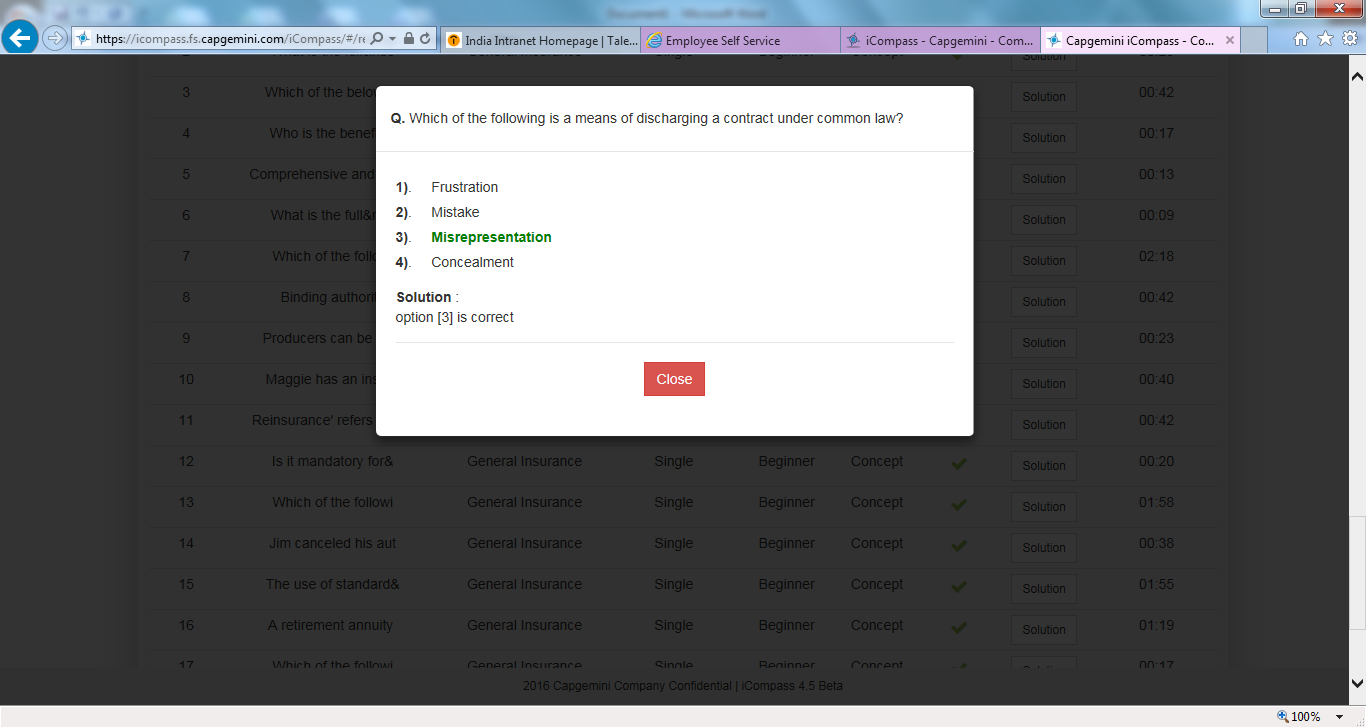 https://icompass.fs.capgemini.com/iCompass/#/re
India Intranet Homepage | Tale...
Employee Self Service
iCompass - Capgemini - Com...
Capgemini iCompass - Co...
3 Which of the belo Solution 00:42
4 Who is the benef Solution 00:17
5 Comprehensive and Solution 00:13
6 What is the full&r Solution 00:09
7 Which of the follo Solution 02:18
8 Binding authorit Solution 00:42
9 Producers can be Solution 00:23
10 Maggie has an ins Solution 00:40
11 Reinsurance' refers Solution 00:42
Q. Which of the following is a means of discharging a contract under common law?
1). Frustration
2). Mistake
3). Misrepresentation
4). Concealment
Solution :
option [3] is correct
Close
12 Is it mandatory for& General Insurance Single Beginner Concept Solution 00:20
13 Which of the followi General Insurance Single Beginner Concept Solution 01:58
14 Jim canceled his aut General Insurance Single Beginner Concept Solution 00:38
15 The use of standard& General Insurance Single Beginner Concept Solution 01:55
16 A retirement annuity General Insurance Single Beginner Concept Solution 01:19
17 Which of the followi General Insurance Single Beginner Concept 00:17
2016 Capgemini Company Confidential | iCompass 4.5 Beta
100%